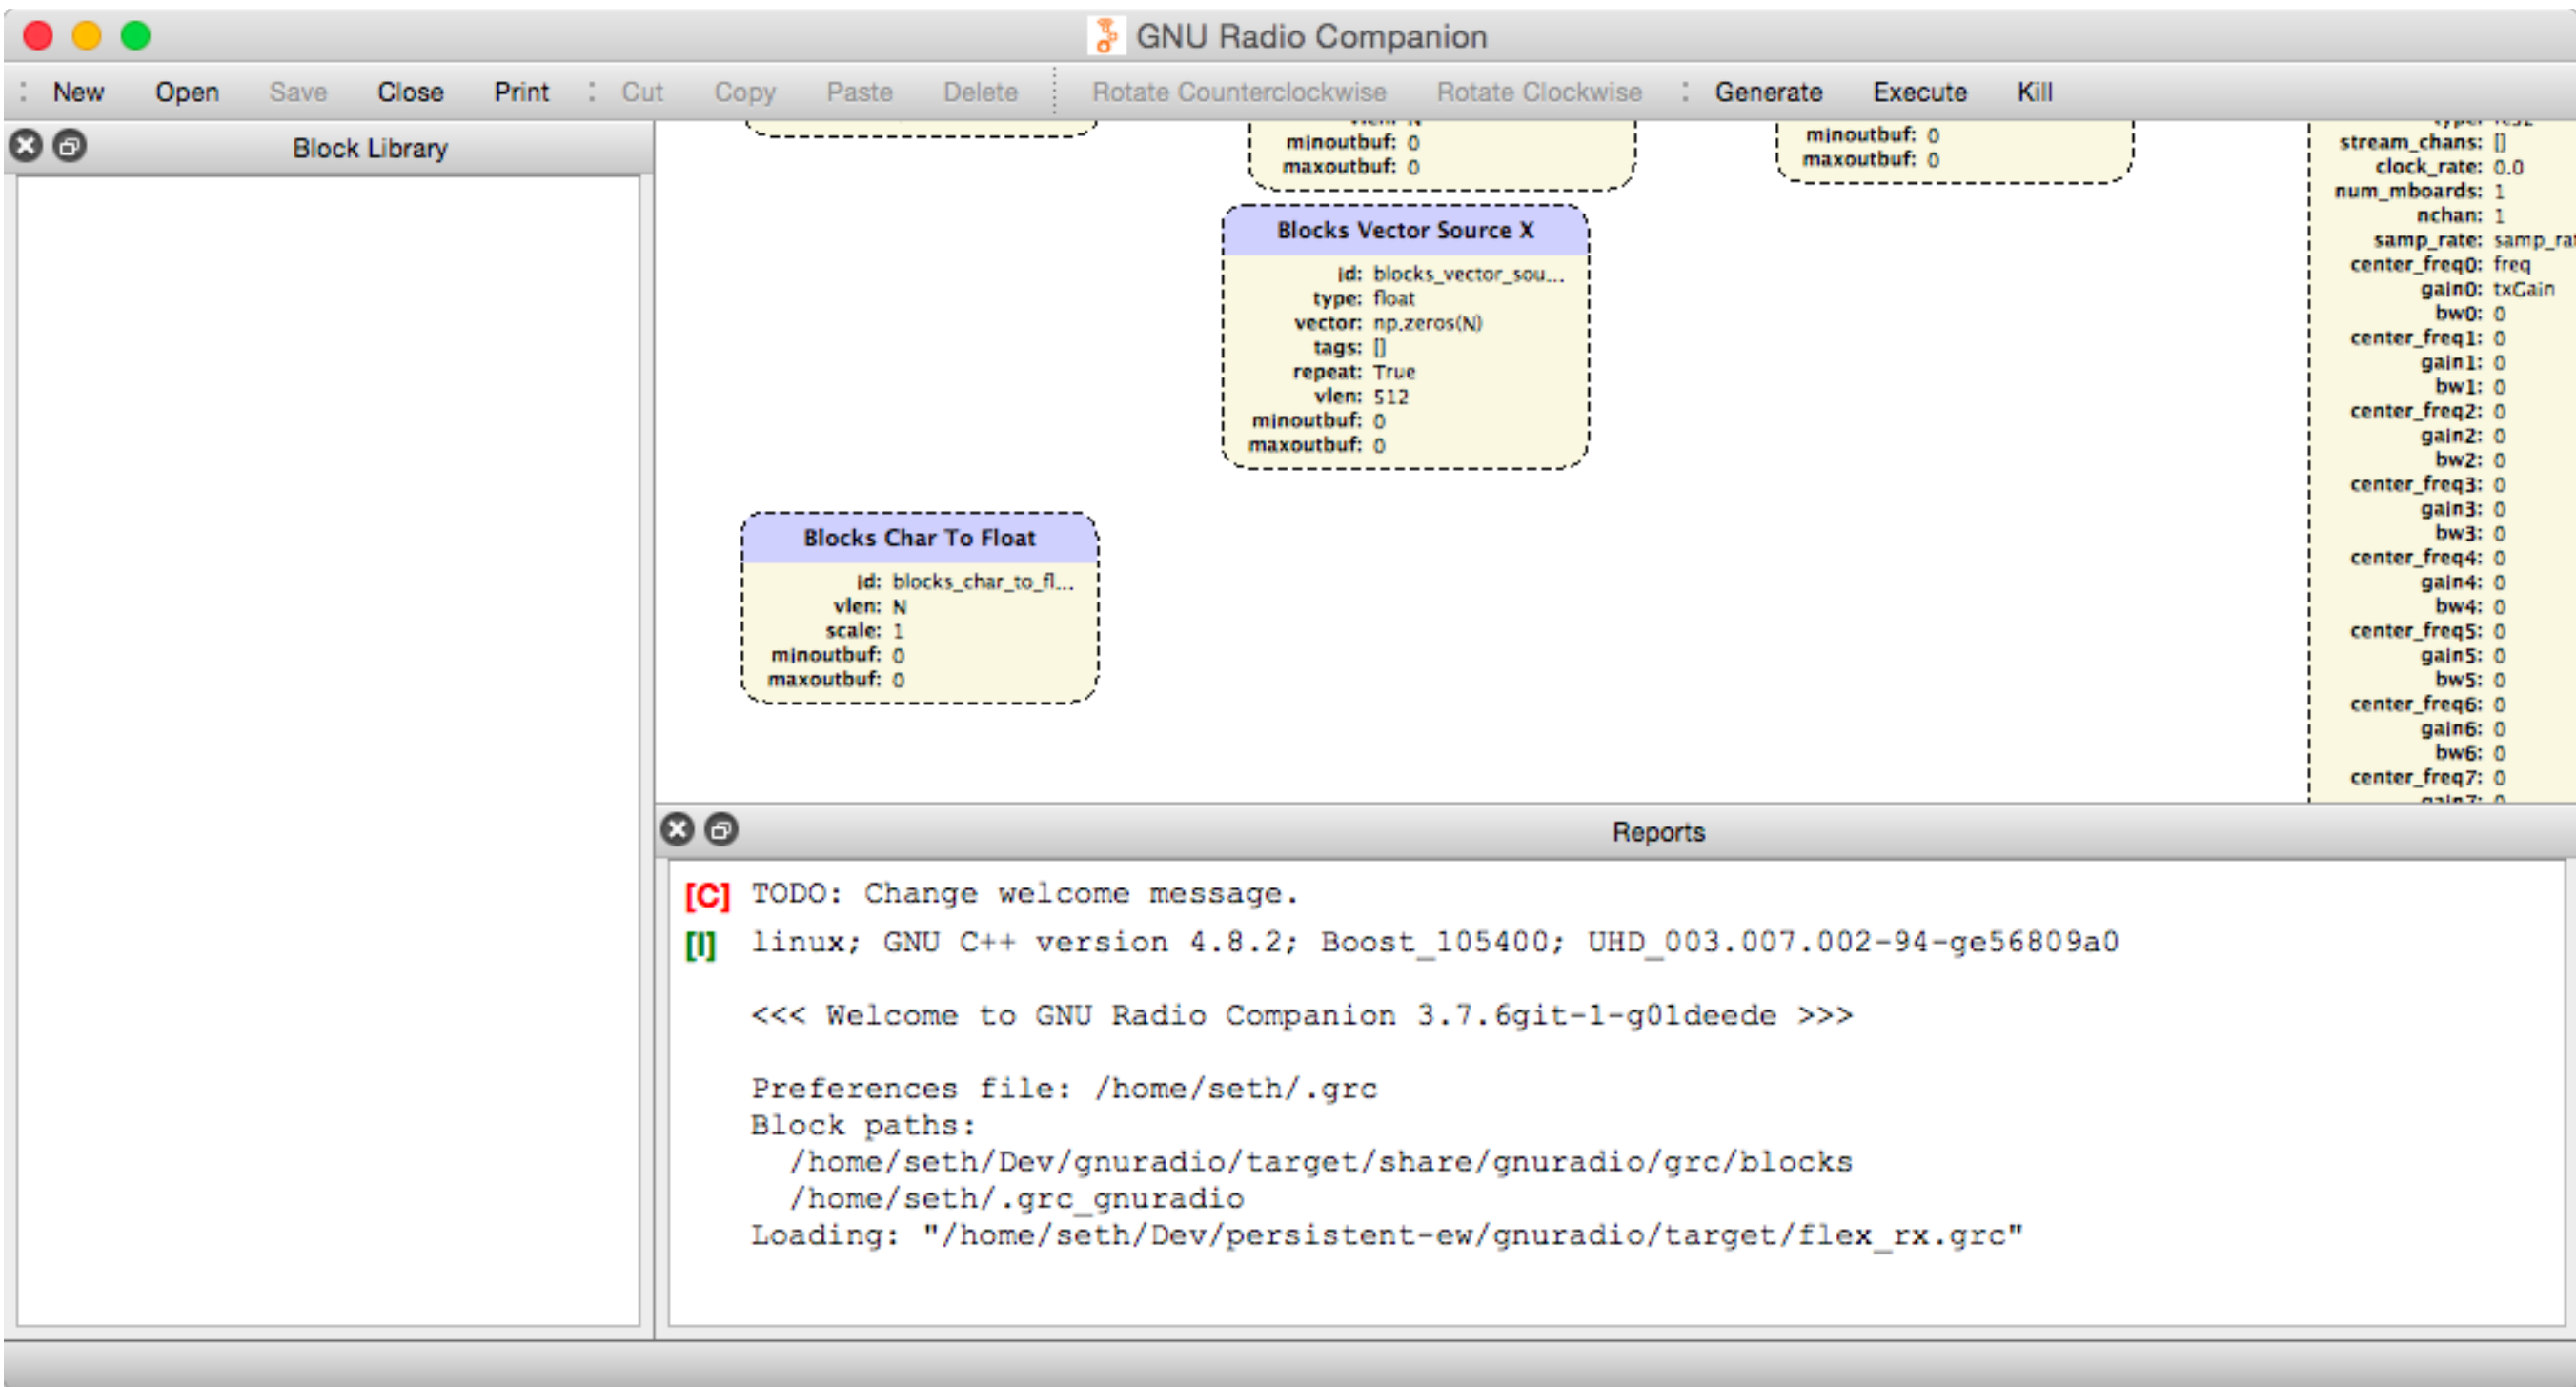 GNU Radio Companion
New Open Save Close Print Cut Copy Paste Delete Rotate Counterclockwise Rotate Clockwise Generate Execute Kill
Block Library
minoutbuf: 0
maxoutbuf: 0
minoutbuf: 0
maxoutbuf: 0
Blocks Vector Source X
id: blocks_vector_sou...
type: float
vector: np.zeros(N)
tags: []
repeat: True
vlen: 512
minoutbuf: 0
maxoutbuf: 0
Blocks Char To Float
id: blocks_char_to_fl...
vlen: N
scale: 1
minoutbuf: 0
maxoutbuf: 0
stream_chans: []
clock_rate: 0.0
num_mboards: 1
nchan: 1
samp_rate: samp_rat
center_freq0: freq
gain0: txGain
bw0: 0
center_freq1: 0
gain1: 0
bw1: 0
center_freq2: 0
gain2: 0
bw2: 0
center_freq3: 0
gain3: 0
bw3: 0
center_freq4: 0
gain4: 0
bw4: 0
center_freq5: 0
gain5: 0
bw5: 0
center_freq6: 0
gain6: 0
bw6: 0
center_freq7: 0
gain7: 0
Reports
[C] TODO: Change welcome message.
[I] linux; GNU C++ version 4.8.2; Boost_105400; UHD_003.007.002-94-ge56809a0
<<< Welcome to GNU Radio Companion 3.7.6git-1-g01deede >>>
Preferences file: /home/seth/.grc
Block paths:
/home/seth/Dev/gnuradio/target/share/gnuradio/grc/blocks
/home/seth/.grc_gnuradio
Loading: "/home/seth/Dev/persistent-ew/gnuradio/target/flex_rx.grc"